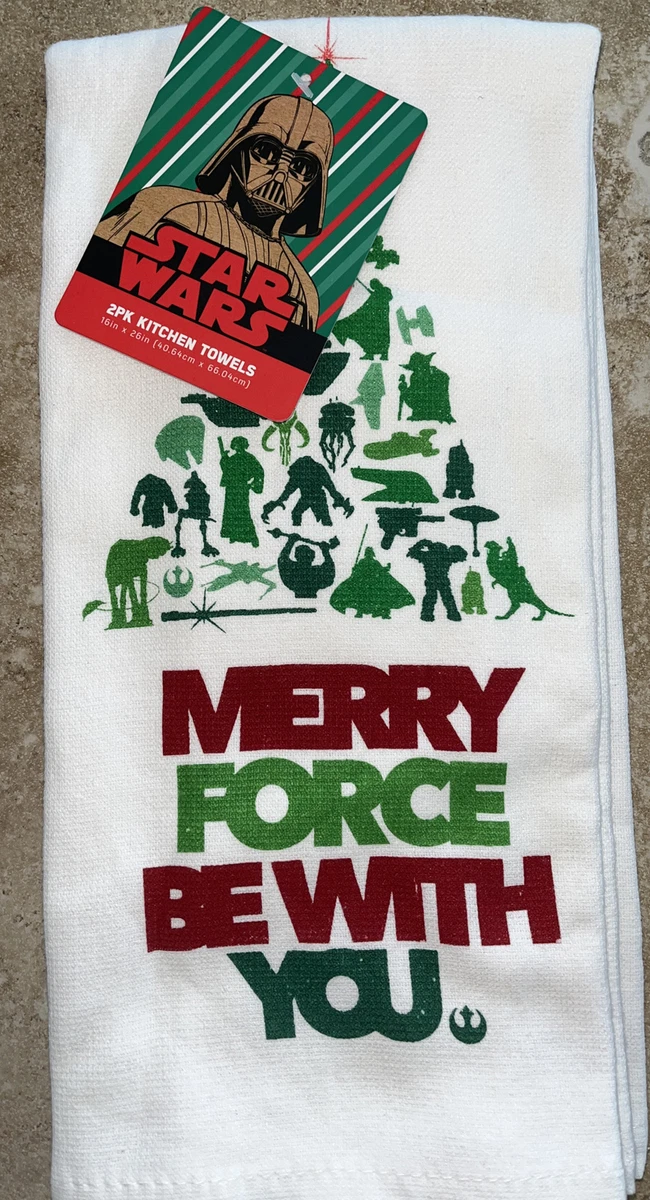 STAR
WARS
2PK KITCHEN TOWELS
16in x 26in (40.64cm x 66.04cm)
MERRY
FORCE
BE WITH
YOU